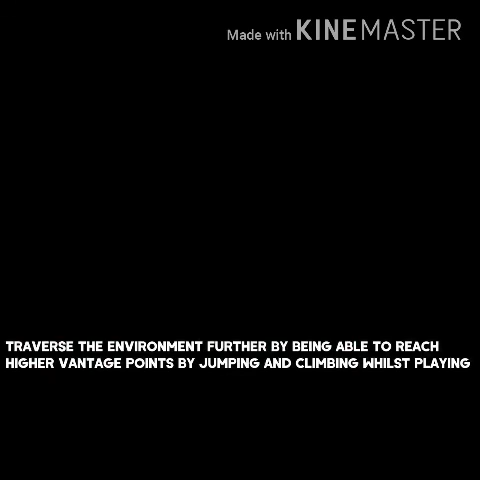 Made with KINEMASTER
TRAVERSE THE ENVIRONMENT FURTHER BY BEING ABLE TO REACH
HIGHER VANTAGE POINTS BY JUMPING AND CLIMBING WHILST PLAYING